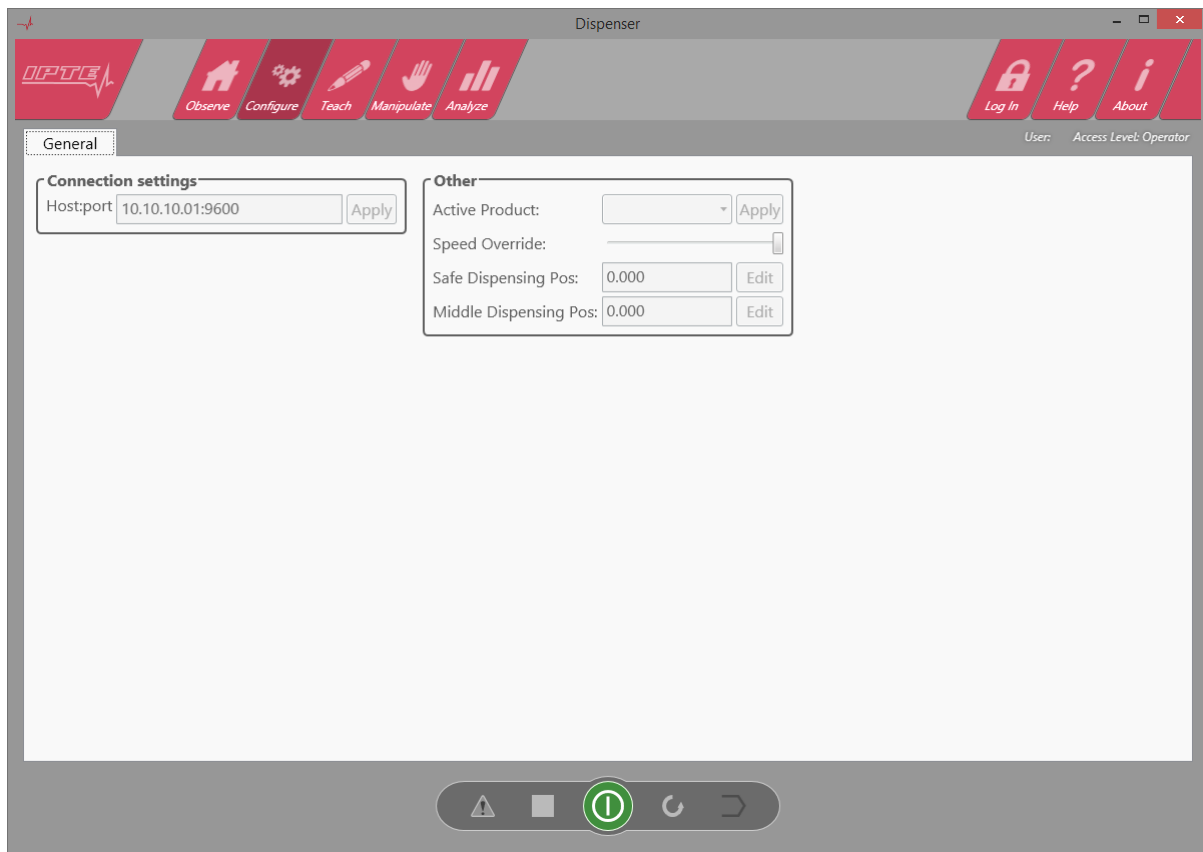 Dispenser
IPTE
Observe
Configure
Teach
Manipulate
Analyze
Log In
Help
About
General
User:
Access Level: Operator
Connection settings
Host:port
10.10.10.01:9600
Apply
Other
Active Product:
Apply
Speed Override:
Safe Dispensing Pos:
0.000
Edit
Middle Dispensing Pos:
0.000
Edit